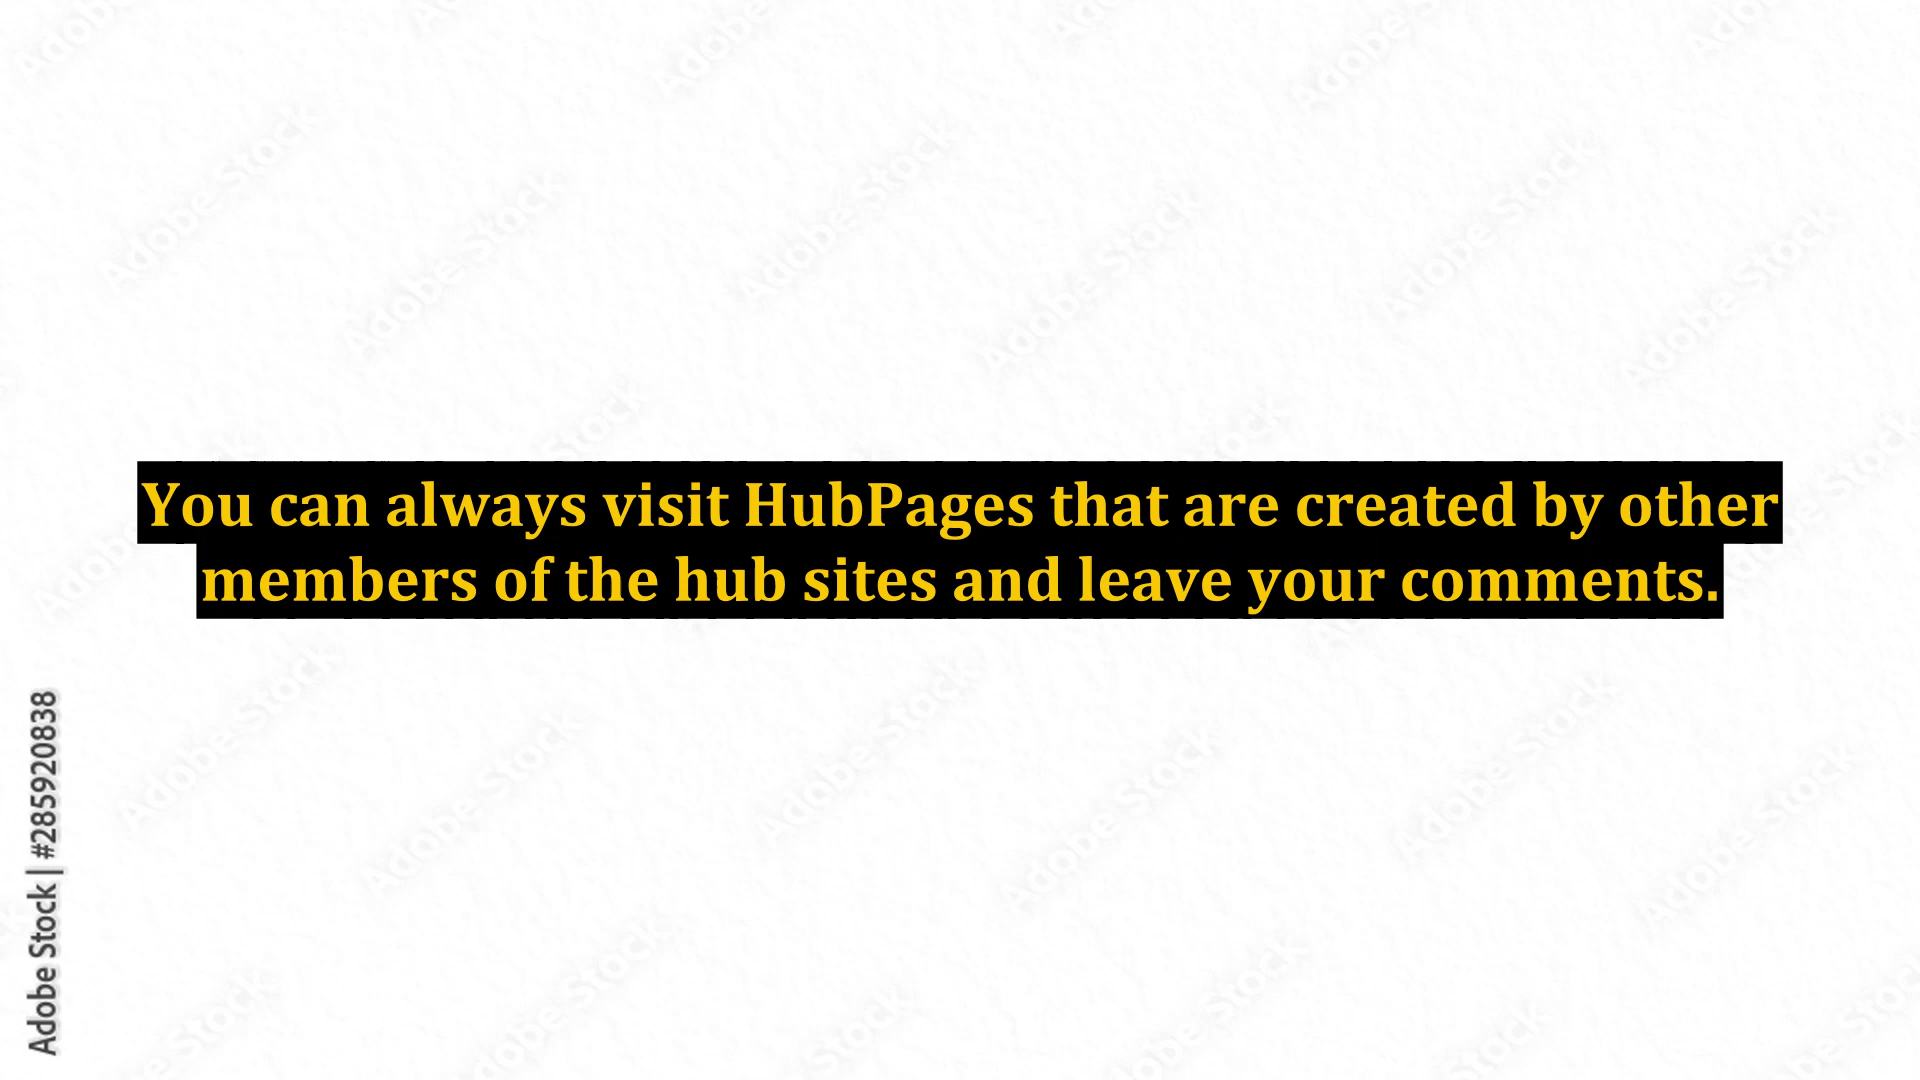 You can always visit HubPages that are created by other
members of the hub sites and leave your comments.
Adobe Stock | #285920838